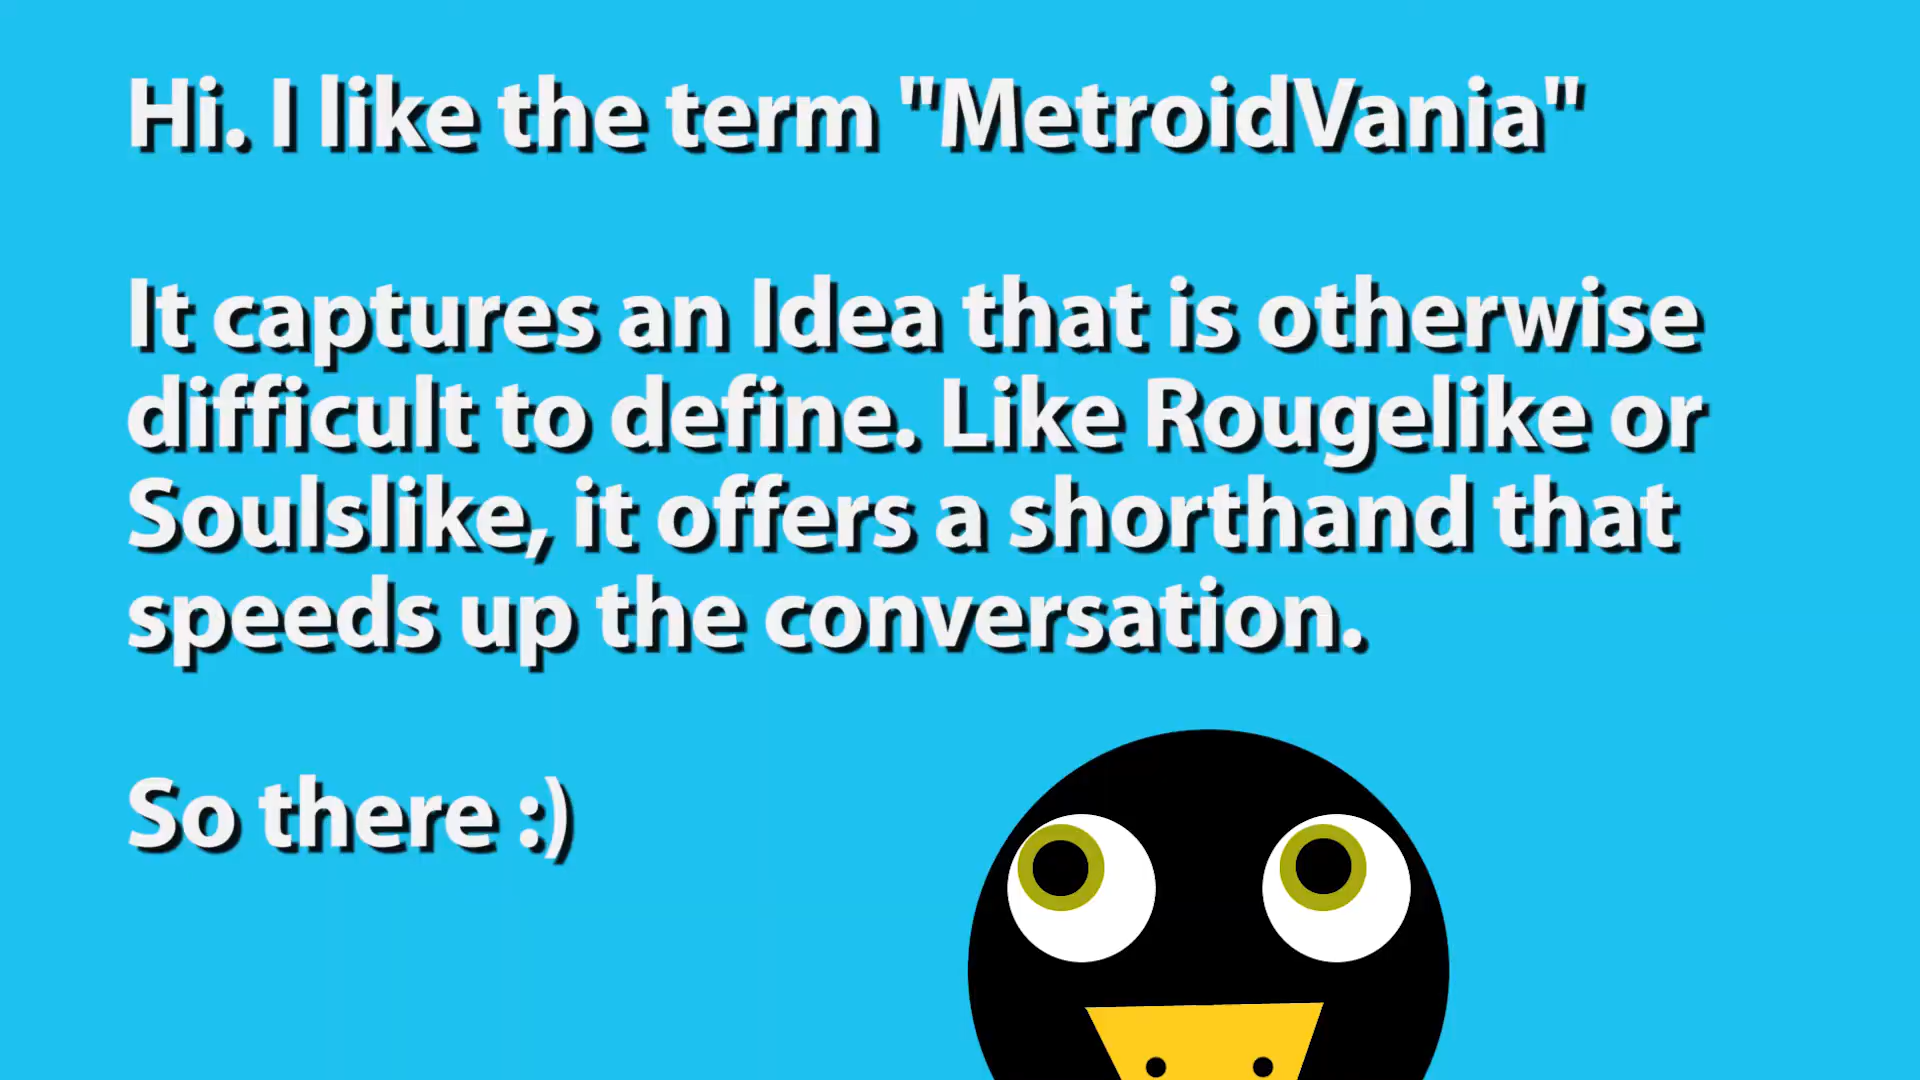 Hi. I like the term "MetroidVania"
It captures an Idea that is otherwise
difficult to define. Like Rougelike or
Soulslike, it offers a shorthand that
speeds up the conversation.
So there :)